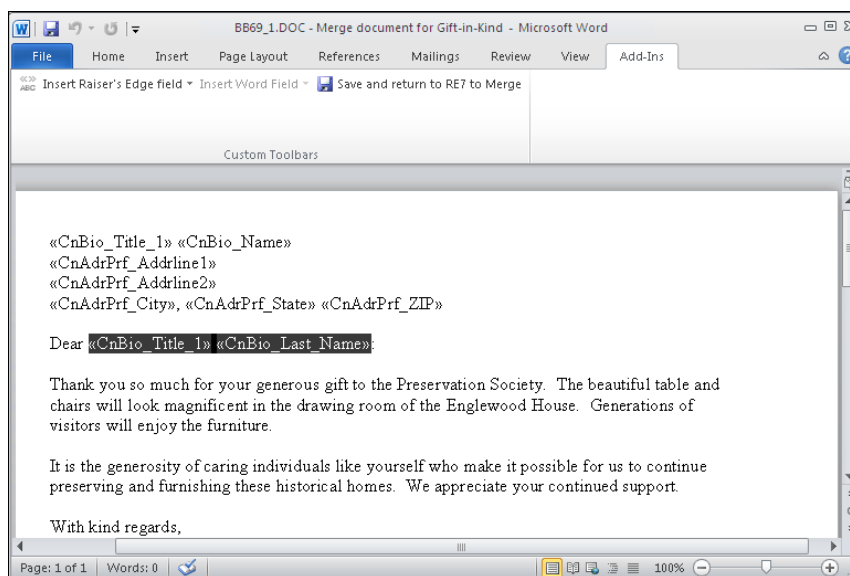 BB69_1.DOC - Merge document for Gift-in-Kind - Microsoft Word
File Home Insert Page Layout References Mailings Review View Add-Ins
«» ABC Insert Raiser's Edge field Insert Word Field Save and return to RE7 to Merge
Custom Toolbars
«CnBio_Title_1» «CnBio_Name»
«CnAdrPrf_Addrline1»
«CnAdrPrf_Addrline2»
«CnAdrPrf_City», «CnAdrPrf_State» «CnAdrPrf_ZIP»
Dear «CnBio_Title_1» «CnBio_Last_Name»:
Thank you so much for your generous gift to the Preservation Society. The beautiful table and
chairs will look magnificent in the drawing room of the Englewood House. Generations of
visitors will enjoy the furniture.
It is the generosity of caring individuals like yourself who make it possible for us to continue
preserving and furnishing these historical homes. We appreciate your continued support.
With kind regards,
Page: 1 of 1 Words: 0 100%